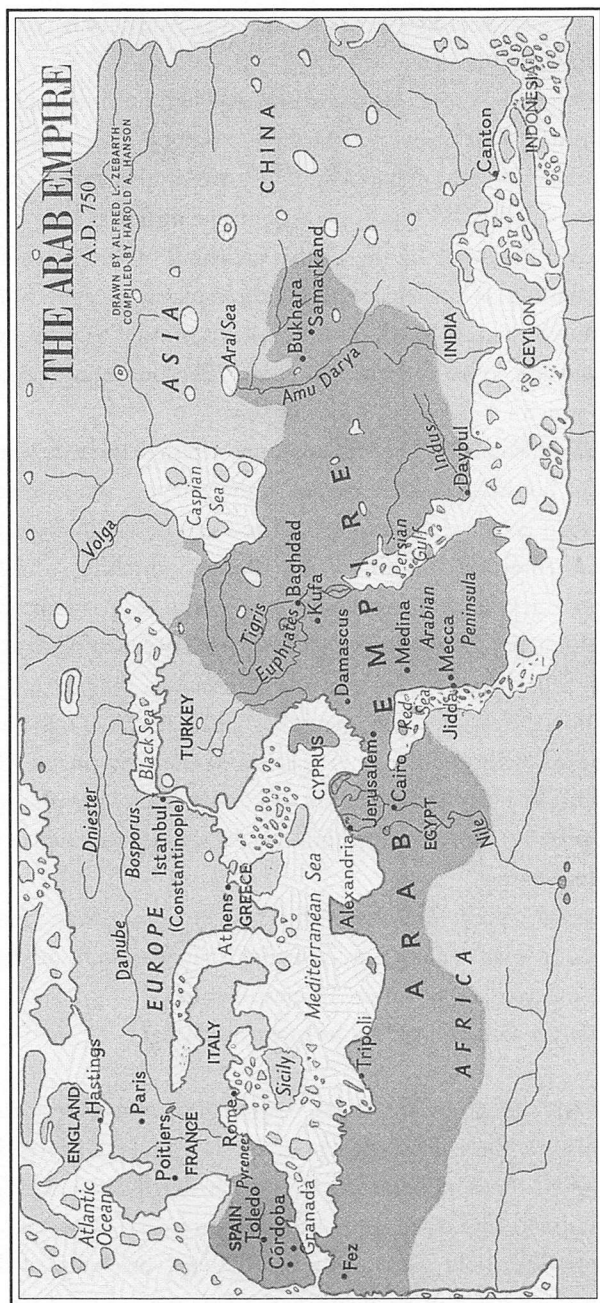 THE ARAB EMPIRE
A.D. 750
DRAWN BY ALFRED L. ZEBARTH
COMPILED BY HAROLD A. HANSON
Atlantic
Ocean
ENGLAND
Hastings
Paris
Poitiers
FRANCE
Pyrenees
SPAIN
Toledo
Córdoba
Granada
Fez
Rome
ITALY
Sicily
Tripoli
EUROPE
Danube
Dniester
Bosporus
Istanbul
(Constantinople)
Black Sea
Athens
GREECE
Mediterranean Sea
TURKEY
CYPRUS
Alexandria
Jerusalem
Cairo
EGYPT
Nile
AFRICA
ARAB EMPIRE
Volga
Caspian
Sea
Tigris
Euphrates
Baghdad
Kufa
Damascus
Medina
Mecca
Jidda
Red
Sea
Arabian
Peninsula
Persian
Gulf
ASIA
Aral Sea
Amu Darya
Bukhara
Samarkand
Indus
Daybul
INDIA
CEYLON
CHINA
Canton
INDONESIA